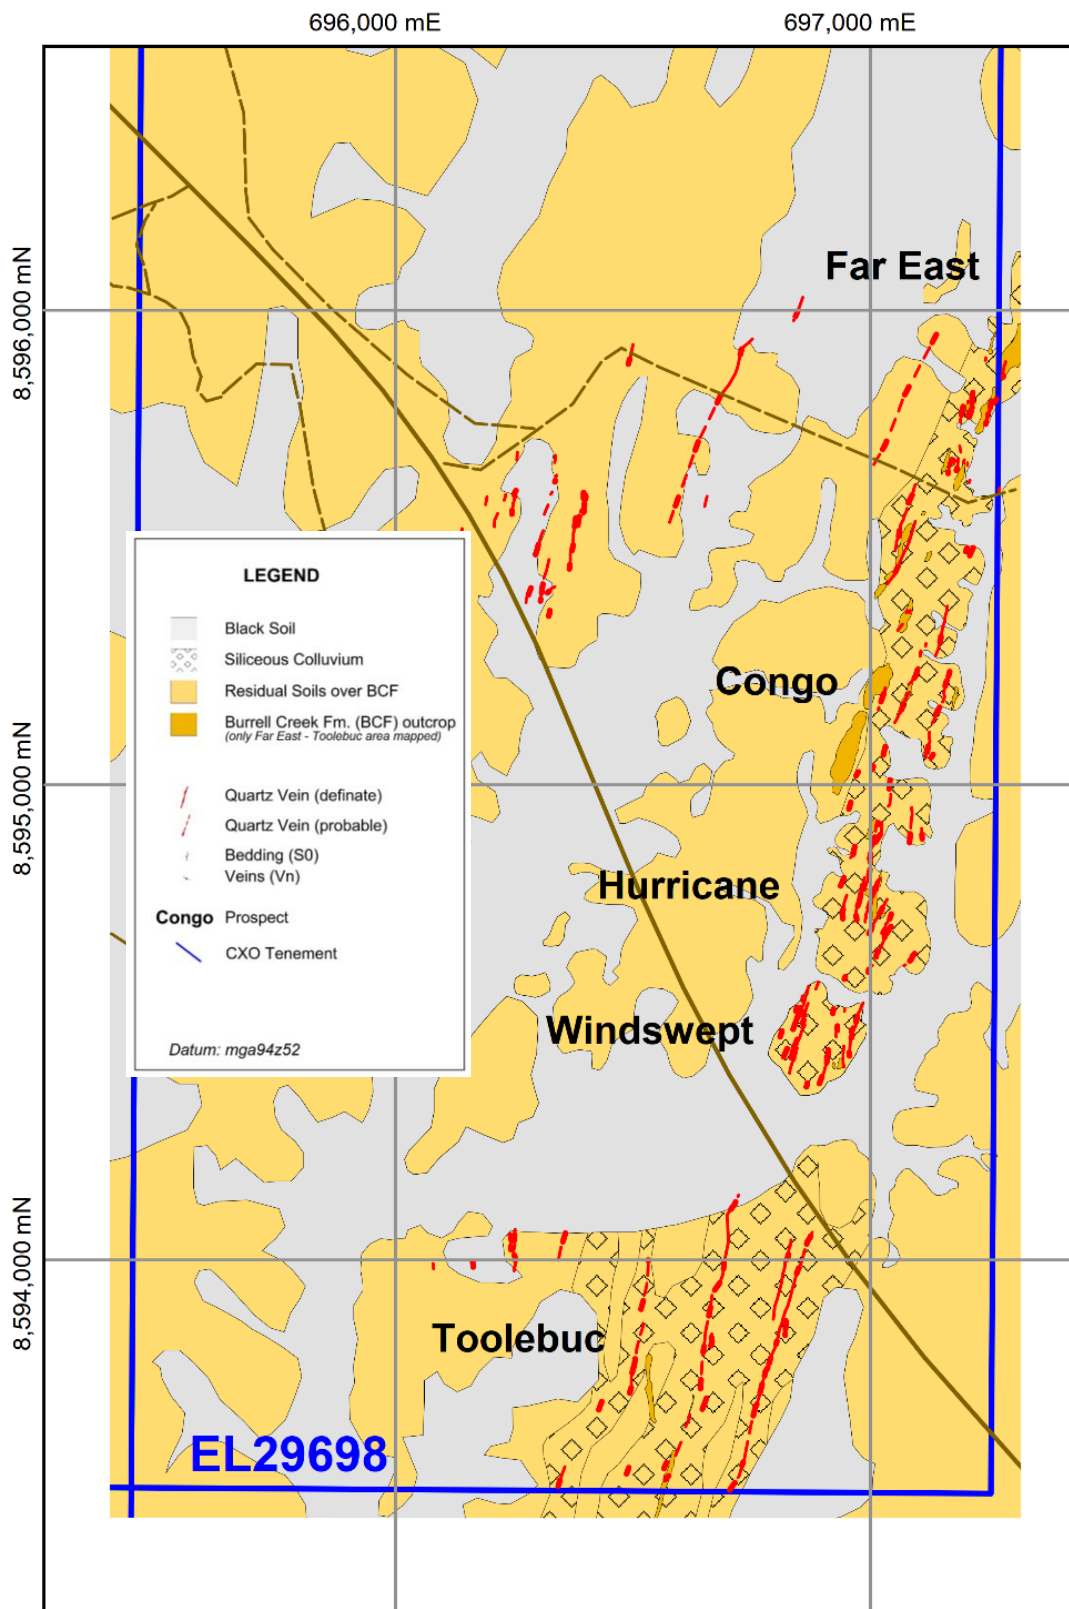 696,000 mE
697,000 mE
Far East
8,596,000 mN
LEGEND
Black Soil
Siliceous Colluvium
Residual Soils over BCF
Burrell Creek Fm. (BCF) outcrop
(only Far East - Toolebuc area mapped)
Quartz Vein (definate)
Quartz Vein (probable)
Bedding (S0)
Veins (Vn)
Congo Prospect
CXO Tenement
Datum: mga94z52
Congo
8,595,000 mN
Hurricane
Windswept
8,594,000 mN
Toolebuc
EL29698